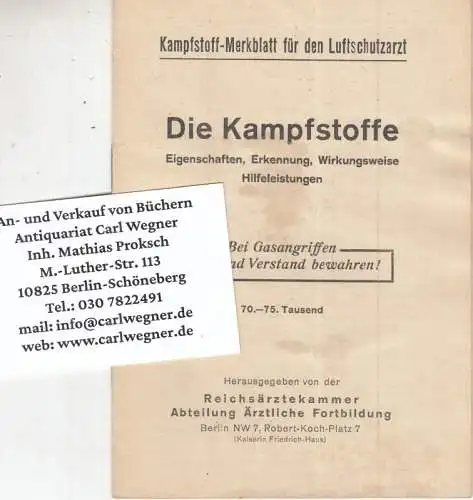 Kampfstoff-Merkblatt für den Luftschutzarzt
Die Kampfstoffe
Eigenschaften, Erkennung, Wirkungsweise
Hilfeleistungen
Bei Gasangriffen
Verstand bewahren!
70.—75. Tausend
Herausgegeben von der
Reichsärztekammer
Abteilung Ärztliche Fortbildung
Berlin NW 7, Robert-Koch-Platz 7
(Kaiserin Friedrich-Haus)
An- und Verkauf von Büchern
Antiquariat Carl Wegner
Inh. Mathias Proksch
M.-Luther-Str. 113
10825 Berlin-Schöneberg
Tel.: 030 7822491
mail: info@carlwegner.de
web: www.carlwegner.de